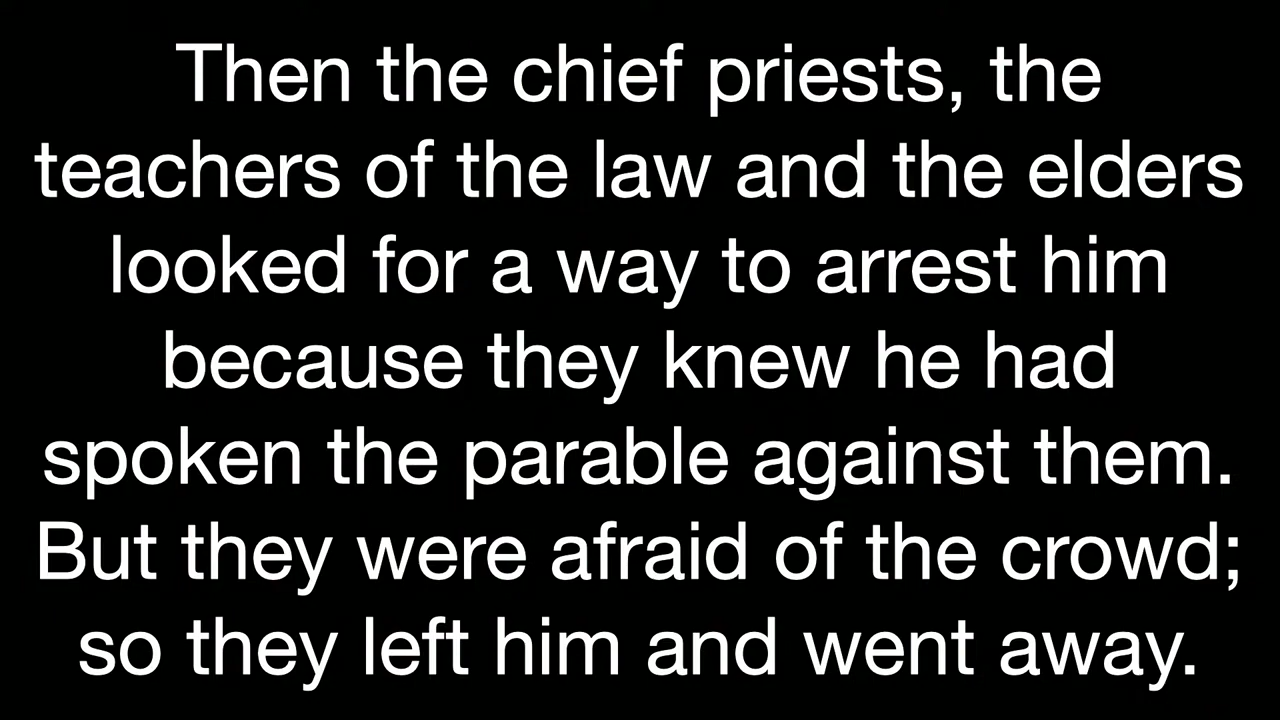 Then the chief priests, the
teachers of the law and the elders
looked for a way to arrest him
because they knew he had
spoken the parable against them.
But they were afraid of the crowd;
so they left him and went away.